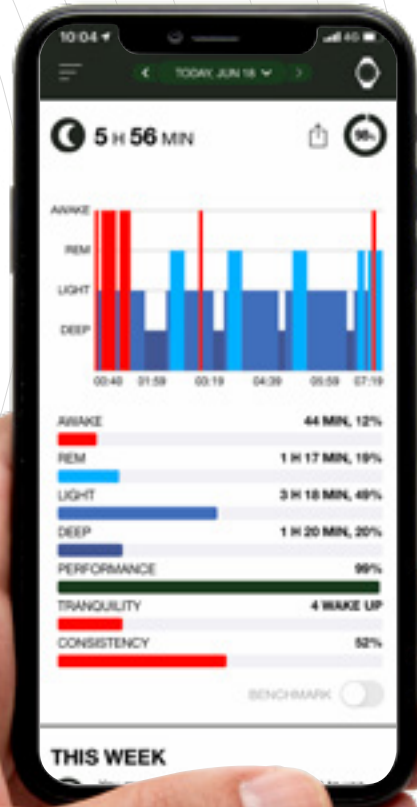 10:04 4G
TODAY, JUN 18
5 H 56 MIN
AWAKE
REM
LIGHT
DEEP
00:40 01:59 03:19 04:39 05:59 07:19
AWAKE 44 MIN, 12%
REM 1 H 17 MIN, 19%
LIGHT 3 H 18 MIN, 49%
DEEP 1 H 20 MIN, 20%
PERFORMANCE 99%
TRANQUILITY 4 WAKE UP
CONSISTENCY 52%
BENCHMARK
THIS WEEK